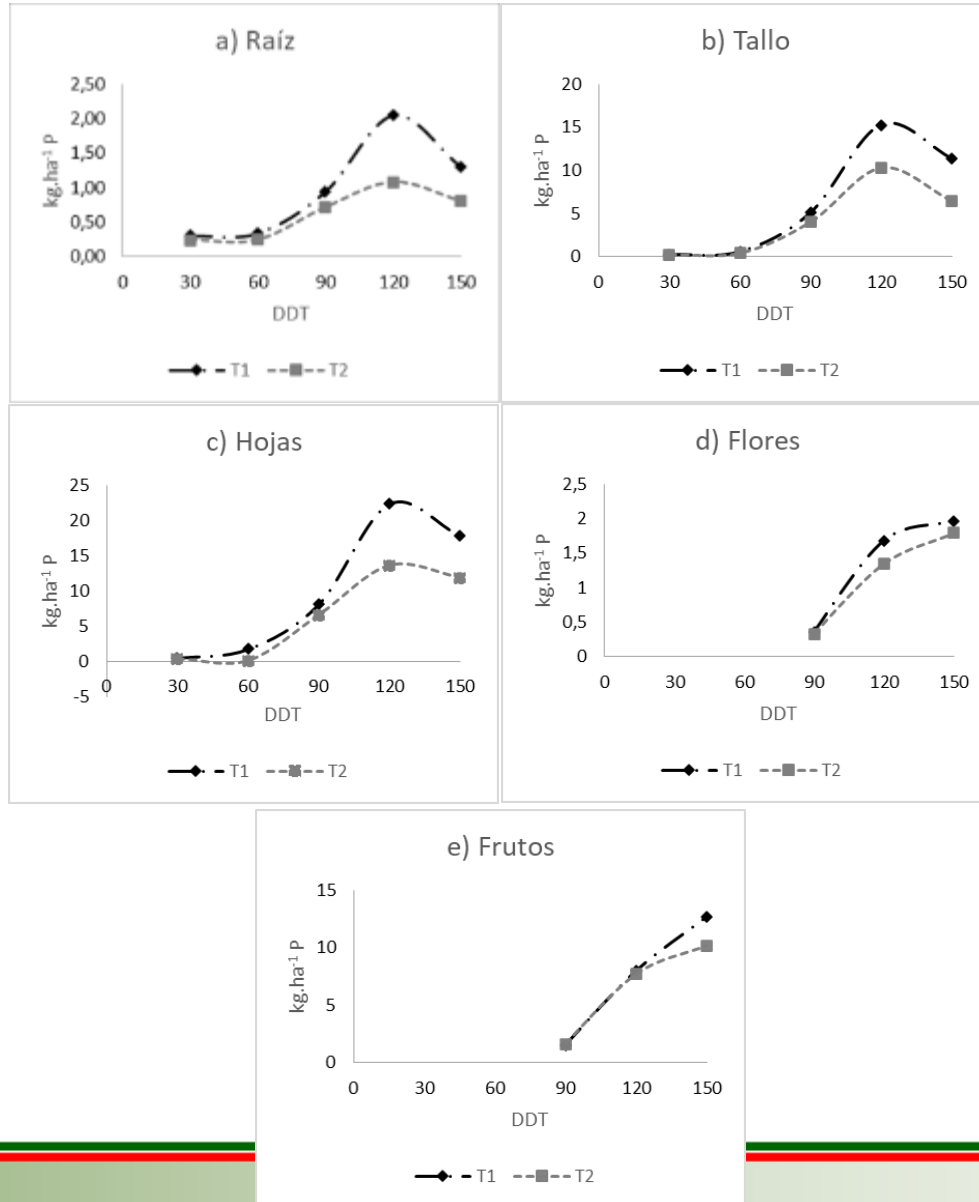 a) Raíz
kg.ha⁻¹ P
2,50
2,00
1,50
1,00
0,50
0,00
0 30 60 90 120 150
DDT
T1 T2
b) Tallo
kg.ha⁻¹ P
20
15
10
5
0
0 30 60 90 120 150
DDT
T1 T2
c) Hojas
kg.ha⁻¹ P
25
20
15
10
5
0
-5
0 30 60 90 120 150
DDT
T1 T2
d) Flores
kg.ha⁻¹ P
2,5
2
1,5
1
0,5
0
0 30 60 90 120 150
DDT
T1 T2
e) Frutos
kg.ha⁻¹ P
15
10
5
0
0 30 60 90 120 150
DDT
T1 T2